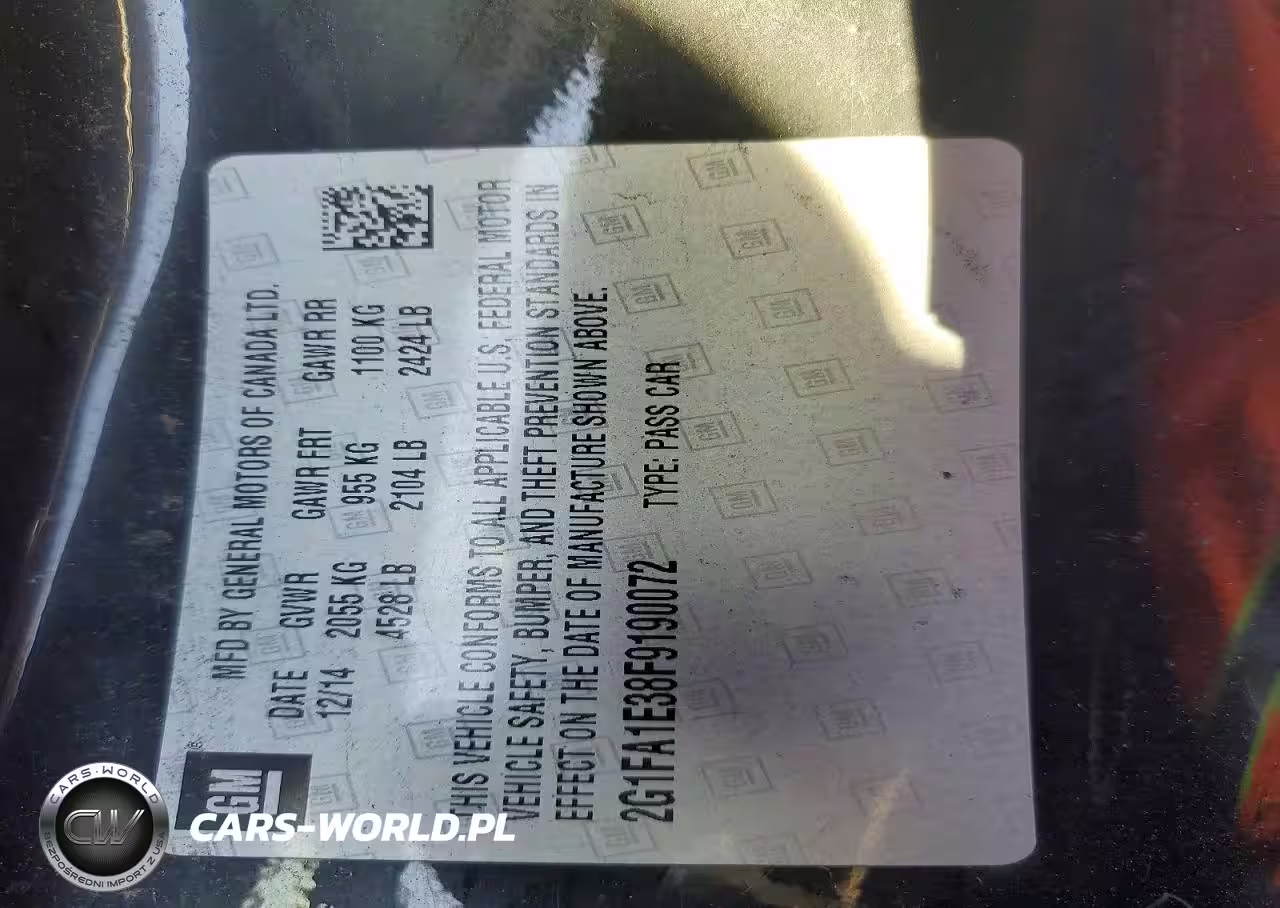 GM
MFD BY GENERAL MOTORS OF CANADA LTD.
DATE GVWR GAWR FRT GAWR RR
12/14 2055 KG 955 KG 1100 KG
4528 LB 2104 LB 2424 LB
THIS VEHICLE CONFORMS TO ALL APPLICABLE U.S. FEDERAL MOTOR
VEHICLE SAFETY, BUMPER, AND THEFT PREVENTION STANDARDS IN
EFFECT ON THE DATE OF MANUFACTURE SHOWN ABOVE.
2G1FA1E38F9190072 TYPE: PASS CAR
CARS-WORLD
CW
BEZPOŚREDNI IMPORT Z USA
CARS-WORLD.PL